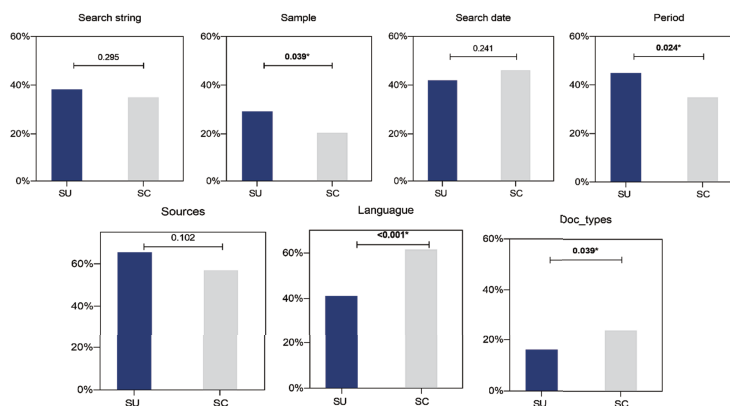 Search string
60%
40%
20%
0%
0.295
SU
SC
Sample
60%
40%
20%
0%
0.039*
SU
SC
Search date
60%
40%
20%
0%
0.241
SU
SC
Period
60%
40%
20%
0%
0.024*
SU
SC
Sources
60%
40%
20%
0%
0.102
SU
SC
Languague
60%
40%
20%
0%
<0.001*
SU
SC
Doc_types
60%
40%
20%
0%
0.039*
SU
SC